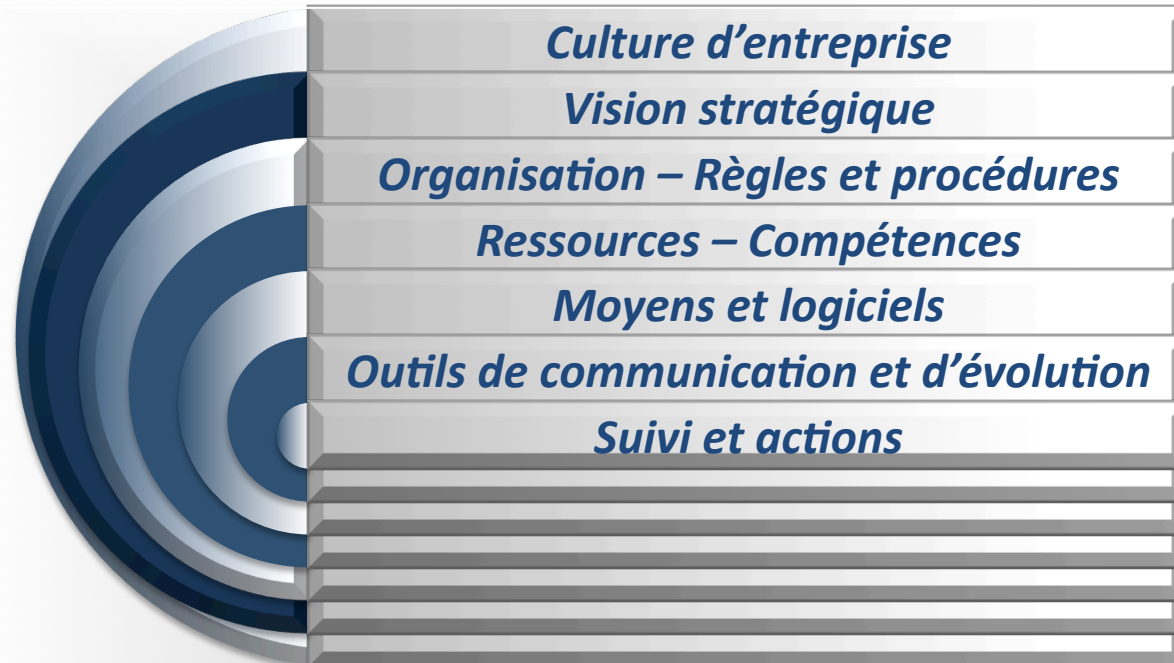 Culture d’entreprise
Vision stratégique
Organisation – Règles et procédures
Ressources – Compétences
Moyens et logiciels
Outils de communication et d’évolution
Suivi et actions